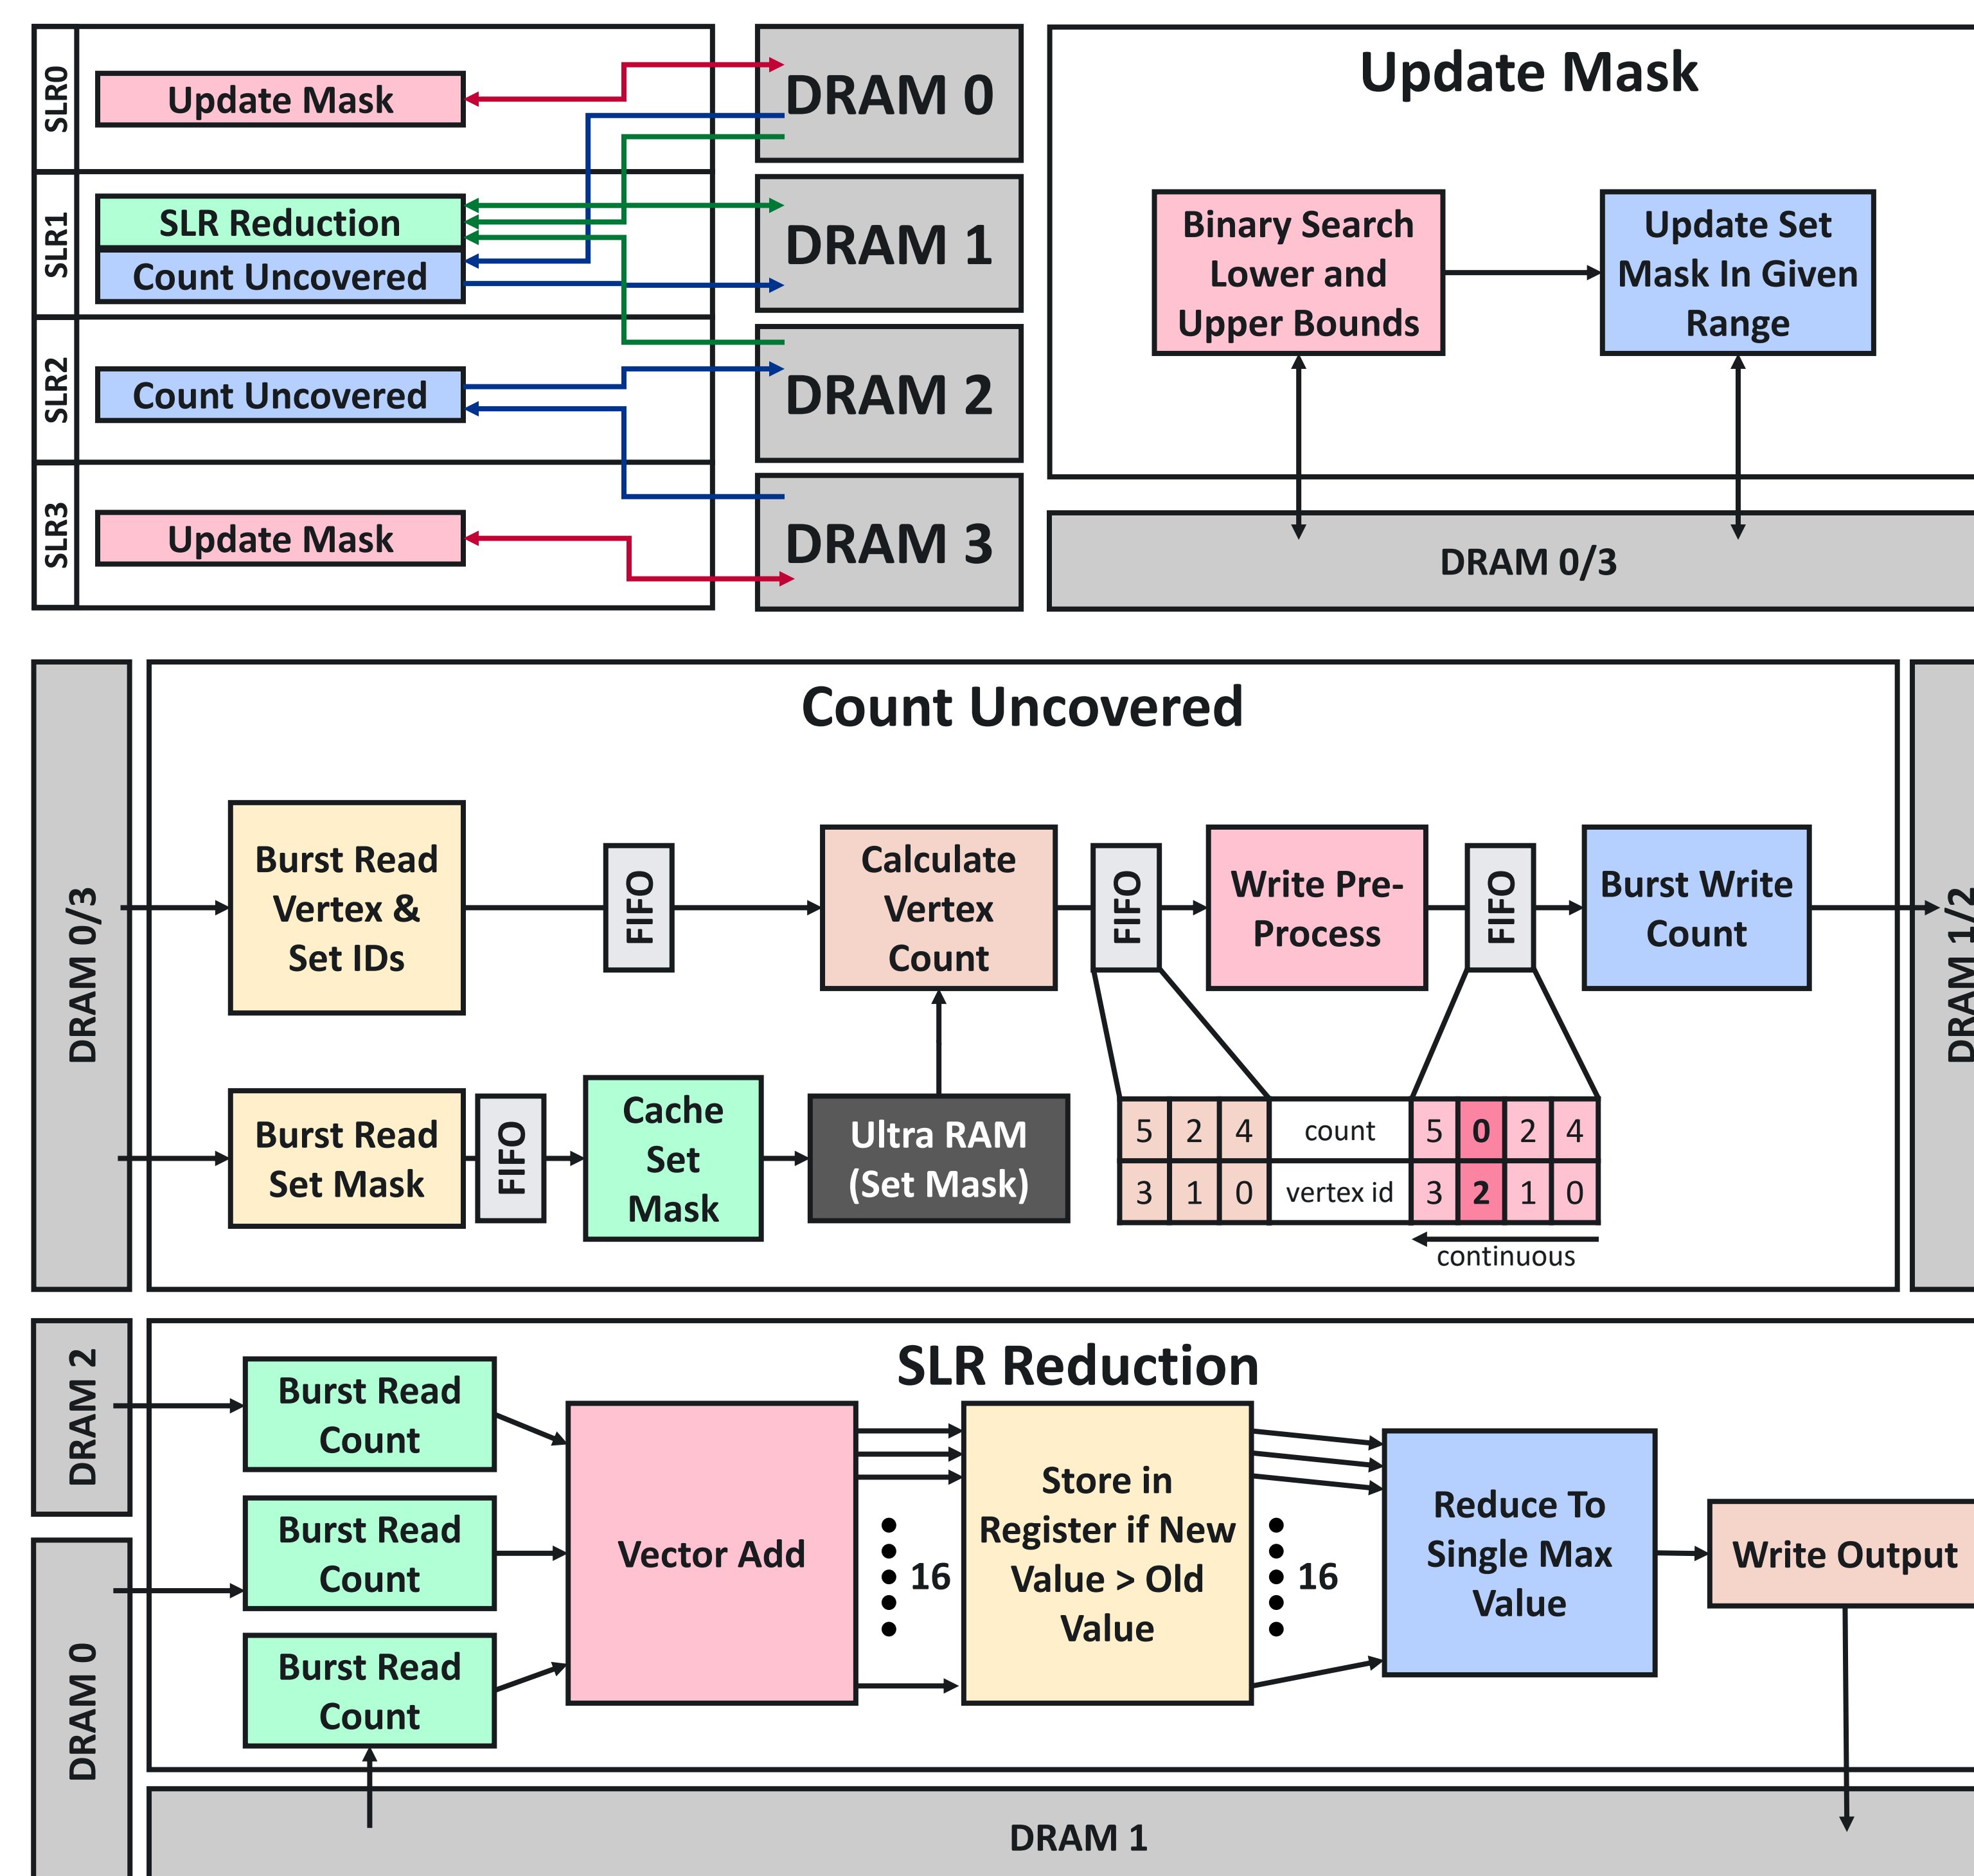 SLR0
Update Mask
DRAM 0
SLR1
SLR Reduction
Count Uncovered
DRAM 1
SLR2
Count Uncovered
DRAM 2
SLR3
Update Mask
DRAM 3
Update Mask
Binary Search
Lower and
Upper Bounds
Update Set
Mask In Given
Range
DRAM 0/3
Count Uncovered
DRAM 0/3
Burst Read
Vertex &
Set IDs
FIFO
Calculate
Vertex
Count
FIFO
Write Pre-
Process
FIFO
Burst Write
Count
DRAM 1/2
Burst Read
Set Mask
FIFO
Cache
Set
Mask
Ultra RAM
(Set Mask)
5 2 4 count 5 0 2 4
3 1 0 vertex id 3 2 1 0
continuous
SLR Reduction
DRAM 2
DRAM 0
Burst Read
Count
Burst Read
Count
Burst Read
Count
Vector Add
16
Store in
Register if New
Value > Old
Value
16
Reduce To
Single Max
Value
Write Output
DRAM 1